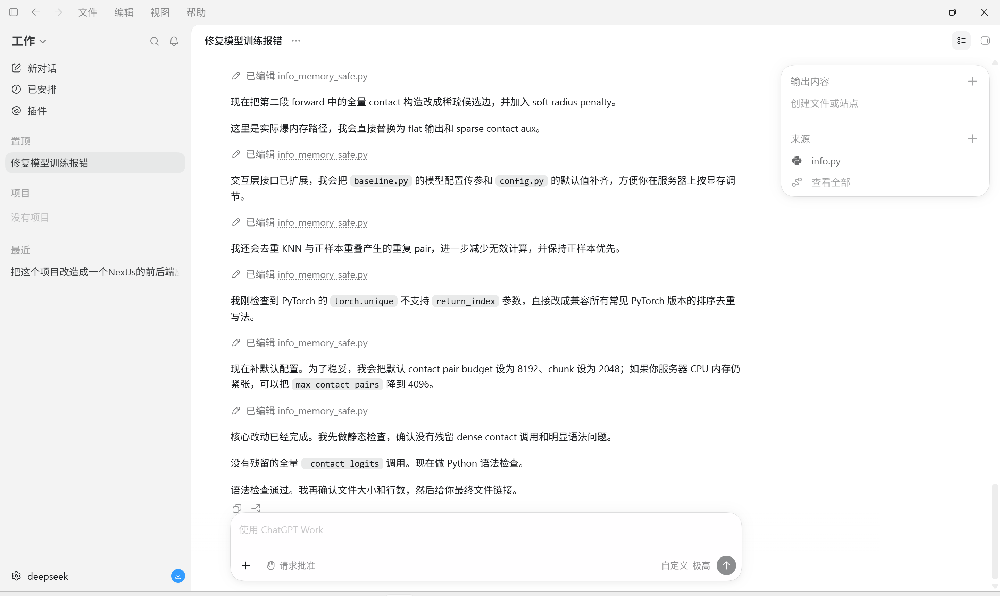 文件 编辑 视图 帮助
工作
新对话
已安排
插件
置顶
修复模型训练报错
项目
没有项目
最近
把这个项目改造成一个NextJs的前后端
deepseek
修复模型训练报错
已编辑 info_memory_safe.py
现在把第二段 forward 中的全量 contact 构造改成稀疏候选边，并加入 soft radius penalty。
这里是实际爆内存路径，我会直接替换为 flat 输出和 sparse contact aux。
已编辑 info_memory_safe.py
交互层接口已扩展，我会把 baseline.py 的模型配置传参和 config.py 的默认值补齐，方便你在服务器上按显存调
节。
已编辑 info_memory_safe.py
我还会去重 KNN 与正样本重叠产生的重复 pair，进一步减少无效计算，并保持正样本优先。
已编辑 info_memory_safe.py
我刚检查到 PyTorch 的 torch.unique 不支持 return_index 参数，直接改成兼容所有常见 PyTorch 版本的排序去重
写法。
已编辑 info_memory_safe.py
现在补默认配置。为了稳妥，我会把默认 contact pair budget 设为 8192、chunk 设为 2048；如果你服务器 CPU 内存仍
紧张，可以把 max_contact_pairs 降到 4096。
已编辑 info_memory_safe.py
核心改动已经完成。我先做静态检查，确认没有残留 dense contact 调用和明显语法问题。
没有残留的全量 _contact_logits 调用。现在做 Python 语法检查。
语法检查通过。我再确认文件大小和行数，然后给你最终文件链接。
使用 ChatGPT Work
请求批准
自定义 极高
输出内容
创建文件或站点
来源
info.py
查看全部